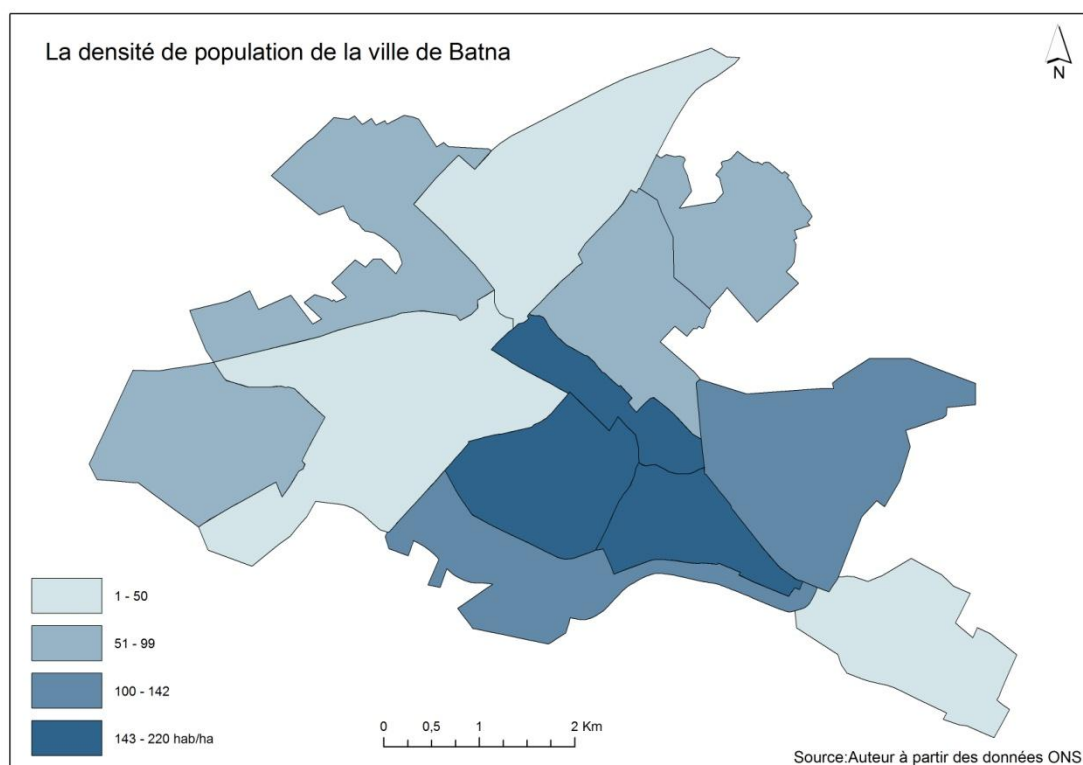 La densité de population de la ville de Batna
N
1 - 50
51 - 99
100 - 142
143 - 220 hab/ha
0 0,5 1 2 Km
Source:Auteur à partir des données ONS